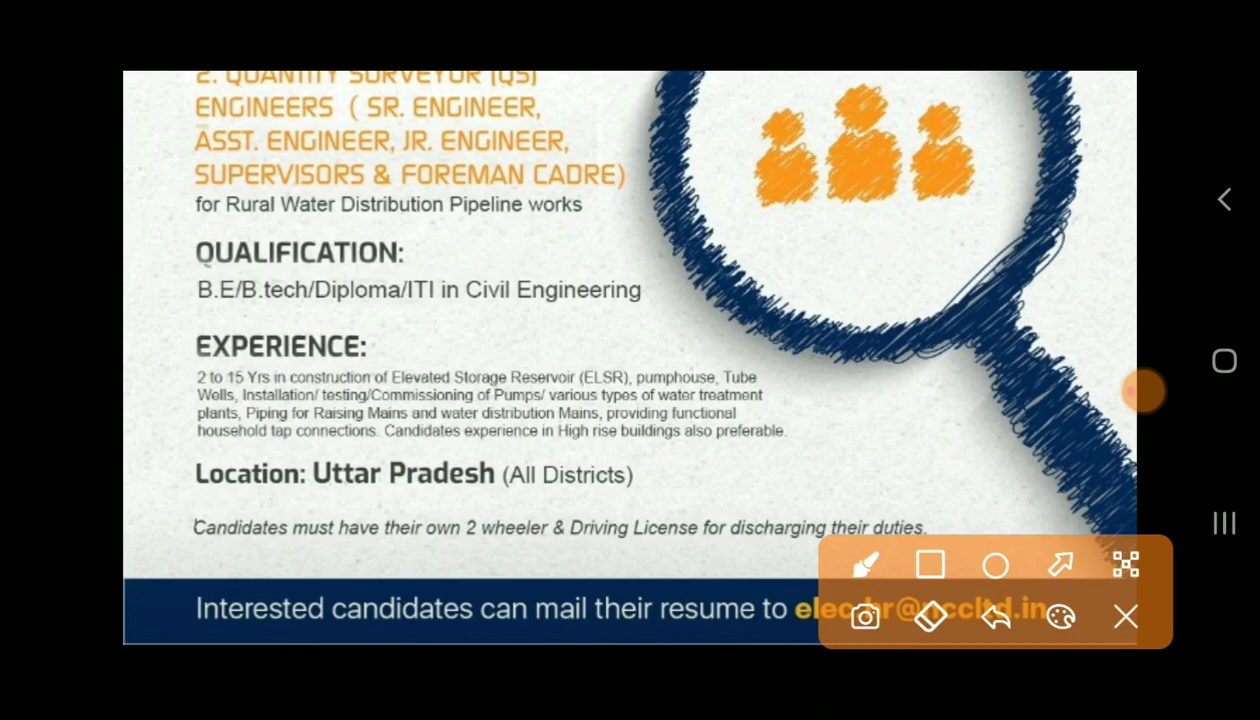 2. QUANTITY SURVEYOR (QS)
ENGINEERS ( SR. ENGINEER,
ASST. ENGINEER, JR. ENGINEER,
SUPERVISORS & FOREMAN CADRE)
for Rural Water Distribution Pipeline works
QUALIFICATION:
B.E/B.tech/Diploma/ITI in Civil Engineering
EXPERIENCE:
2 to 15 Yrs in construction of Elevated Storage Reservoir (ELSR), pumphouse, Tube
Wells, Installation/ testing/Commissioning of Pumps/ various types of water treatment
plants, Piping for Raising Mains and water distribution Mains, providing functional
household tap connections. Candidates experience in High rise buildings also preferable.
Location: Uttar Pradesh (All Districts)
Candidates must have their own 2 wheeler & Driving License for discharging their duties.
Interested candidates can mail their resume to